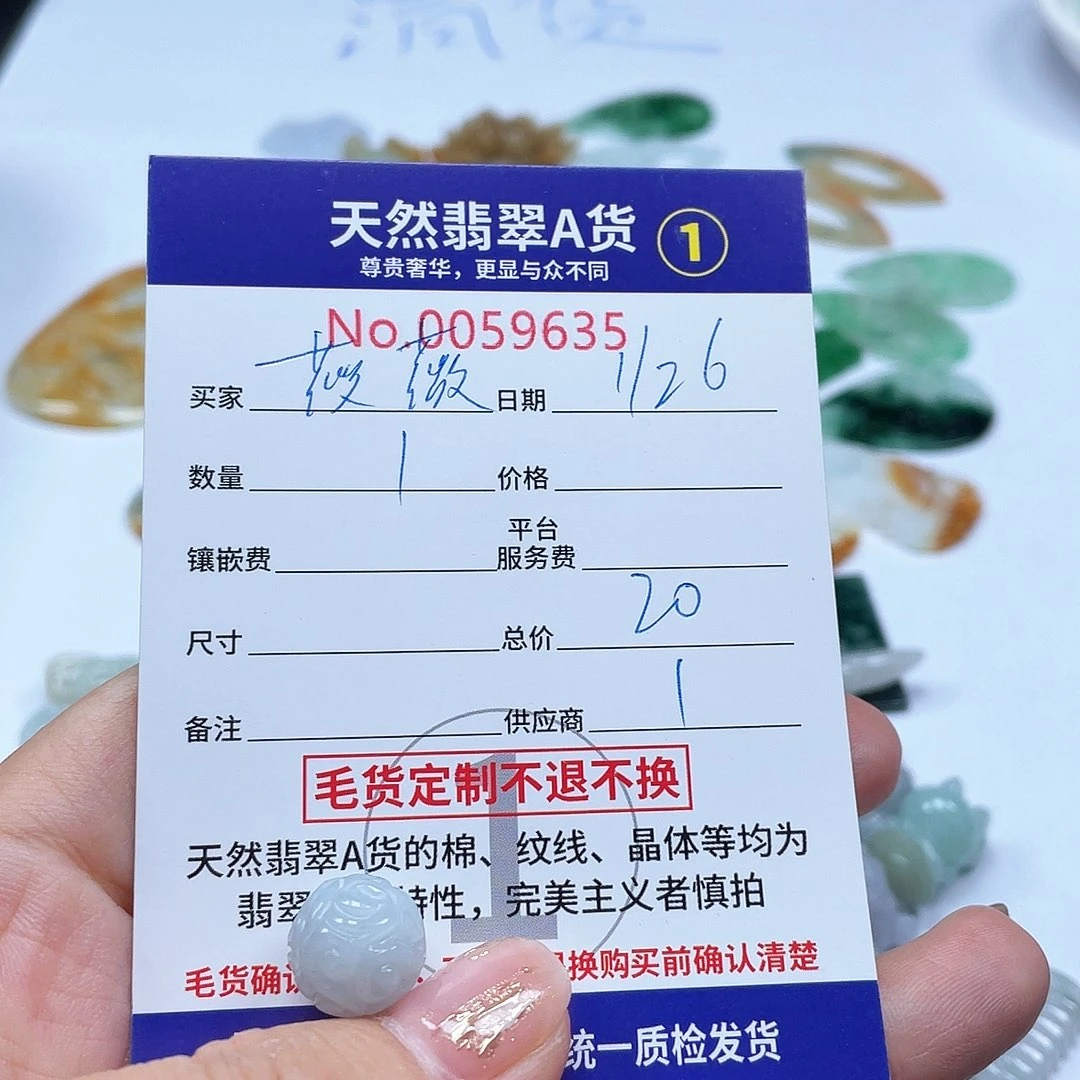 滴货
天然翡翠A货 1
尊贵奢华，更显与众不同
No.0059635
买家 薇薇 日期 1/26
数量 1 价格
镶嵌费 平台服务费
尺寸 总价 20
备注 供应商 1
毛货定制不退不换
1
天然翡翠A货的棉、纹线、晶体等均为
翡翠 特性，完美主义者慎拍
毛货确 换购买前确认清楚
统一质检发货